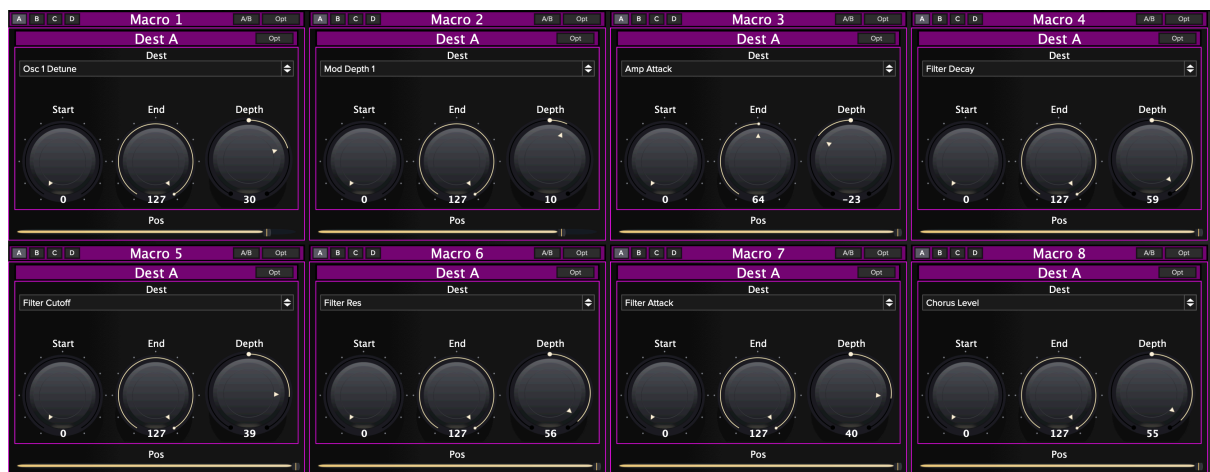 A B C D Macro 1 A/B Opt A B C D Macro 2 A/B Opt A B C D Macro 3 A/B Opt A B C D Macro 4 A/B Opt
Dest A Opt Dest A Opt Dest A Opt Dest A Opt
Dest Dest Dest Dest
Osc 1 Detune Mod Depth 1 Amp Attack Filter Decay
Start End Depth Start End Depth Start End Depth Start End Depth
0 127 30 0 127 10 0 64 -23 0 127 59
Pos Pos Pos Pos
A B C D Macro 5 A/B Opt A B C D Macro 6 A/B Opt A B C D Macro 7 A/B Opt A B C D Macro 8 A/B Opt
Dest A Opt Dest A Opt Dest A Opt Dest A Opt
Dest Dest Dest Dest
Filter Cutoff Filter Res Filter Attack Chorus Level
Start End Depth Start End Depth Start End Depth Start End Depth
0 127 39 0 127 56 0 127 40 0 127 55
Pos Pos Pos Pos